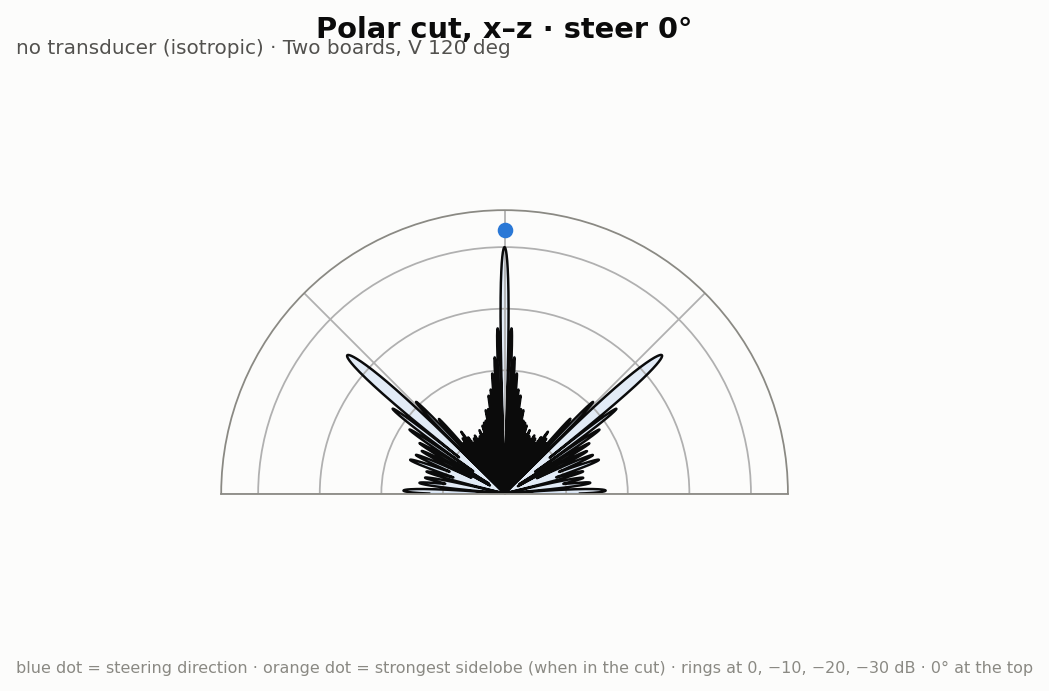 Polar cut, x–z · steer 0°
no transducer (isotropic) · Two boards, V 120 deg
blue dot = steering direction · orange dot = strongest sidelobe (when in the cut) · rings at 0, −10, −20, −30 dB · 0° at the top